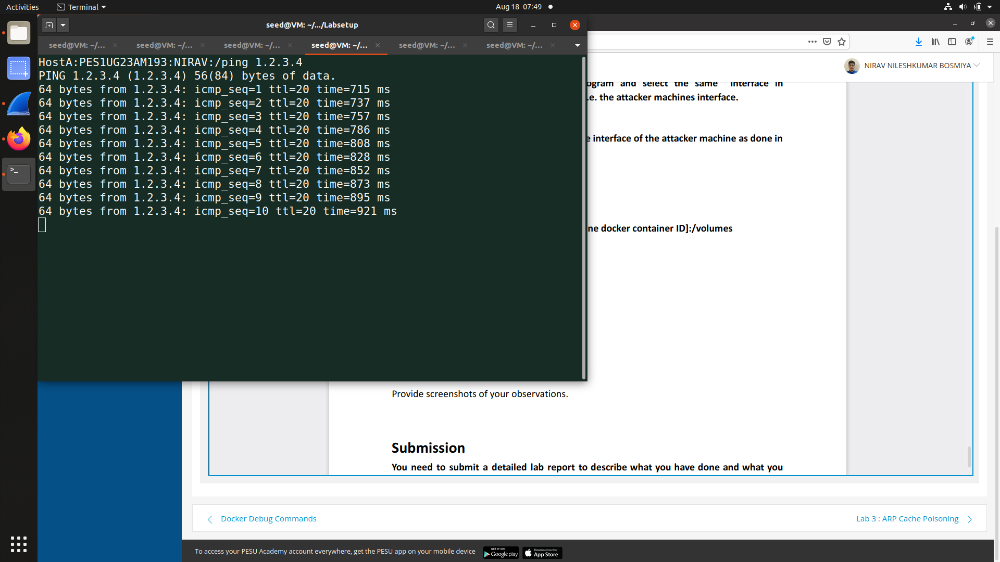 Activities
Terminal
Aug 18 07:49
seed@VM: ~/.../Labsetup
seed@VM: ~/...
seed@VM: ~/...
seed@VM: ~/...
seed@VM: ~/...
seed@VM: ~/...
seed@VM: ~/...
HostA:PES1UG23AM193:NIRAV:/ping 1.2.3.4
PING 1.2.3.4 (1.2.3.4) 56(84) bytes of data.
64 bytes from 1.2.3.4: icmp_seq=1 ttl=20 time=715 ms
64 bytes from 1.2.3.4: icmp_seq=2 ttl=20 time=737 ms
64 bytes from 1.2.3.4: icmp_seq=3 ttl=20 time=757 ms
64 bytes from 1.2.3.4: icmp_seq=4 ttl=20 time=786 ms
64 bytes from 1.2.3.4: icmp_seq=5 ttl=20 time=808 ms
64 bytes from 1.2.3.4: icmp_seq=6 ttl=20 time=828 ms
64 bytes from 1.2.3.4: icmp_seq=7 ttl=20 time=852 ms
64 bytes from 1.2.3.4: icmp_seq=8 ttl=20 time=873 ms
64 bytes from 1.2.3.4: icmp_seq=9 ttl=20 time=895 ms
64 bytes from 1.2.3.4: icmp_seq=10 ttl=20 time=921 ms
NIRAV NILESHKUMAR BOSMIYA
ogram and select the same interface in
.e. the attacker machines interface.
e interface of the attacker machine as done in
ne docker container ID]:/volumes
Provide screenshots of your observations.
Submission
You need to submit a detailed lab report to describe what you have done and what you
Docker Debug Commands
Lab 3 : ARP Cache Poisoning
To access your PESU Academy account everywhere, get the PESU app on your mobile device
GET IT ON
Google play
Download on the
App Store